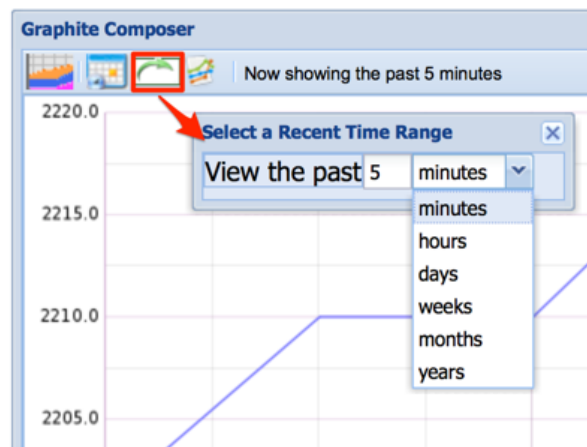 Graphite Composer
Now showing the past 5 minutes
2220.0
Select a Recent Time Range
View the past 5 minutes
minutes
2215.0
hours
days
weeks
2210.0
months
years
2205.0